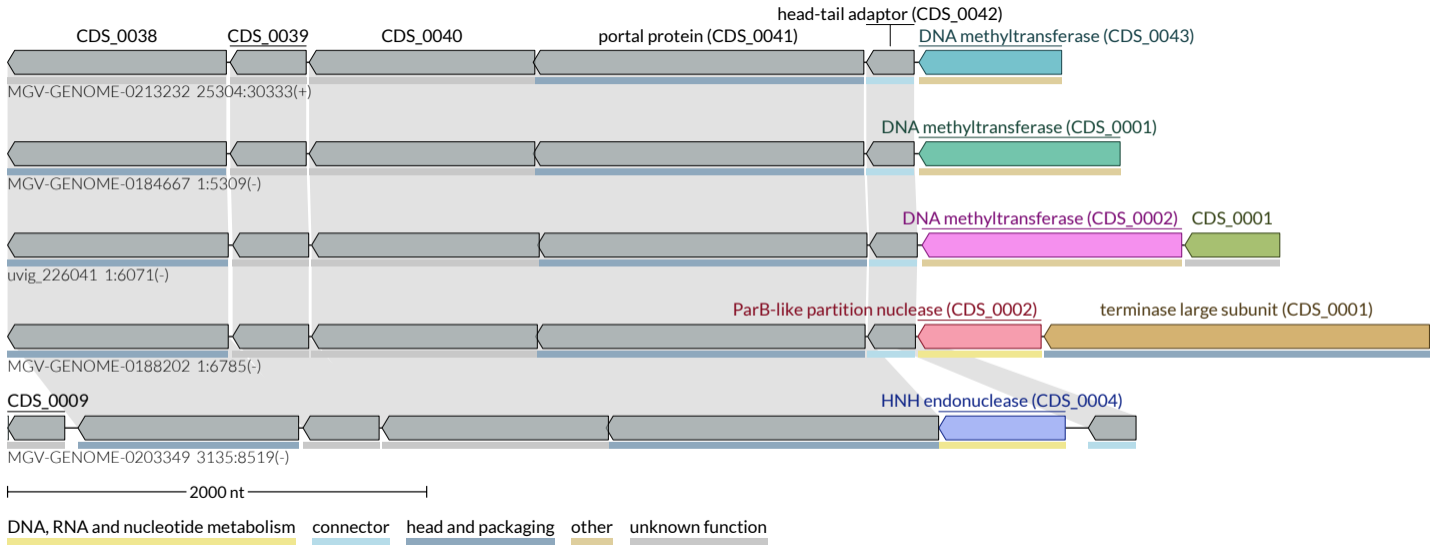 head-tail adaptor (CDS_0042)
CDS_0038 CDS_0039 CDS_0040 portal protein (CDS_0041) DNA methyltransferase (CDS_0043)
MGV-GENOME-0213232 25304:30333(+)
DNA methyltransferase (CDS_0001)
MGV-GENOME-0184667 1:5309(-)
DNA methyltransferase (CDS_0002) CDS_0001
uvig_226041 1:6071(-)
ParB-like partition nuclease (CDS_0002) terminase large subunit (CDS_0001)
MGV-GENOME-0188202 1:6785(-)
CDS_0009 HNH endonuclease (CDS_0004)
MGV-GENOME-0203349 3135:8519(-)
2000 nt
DNA, RNA and nucleotide metabolism connector head and packaging other unknown function